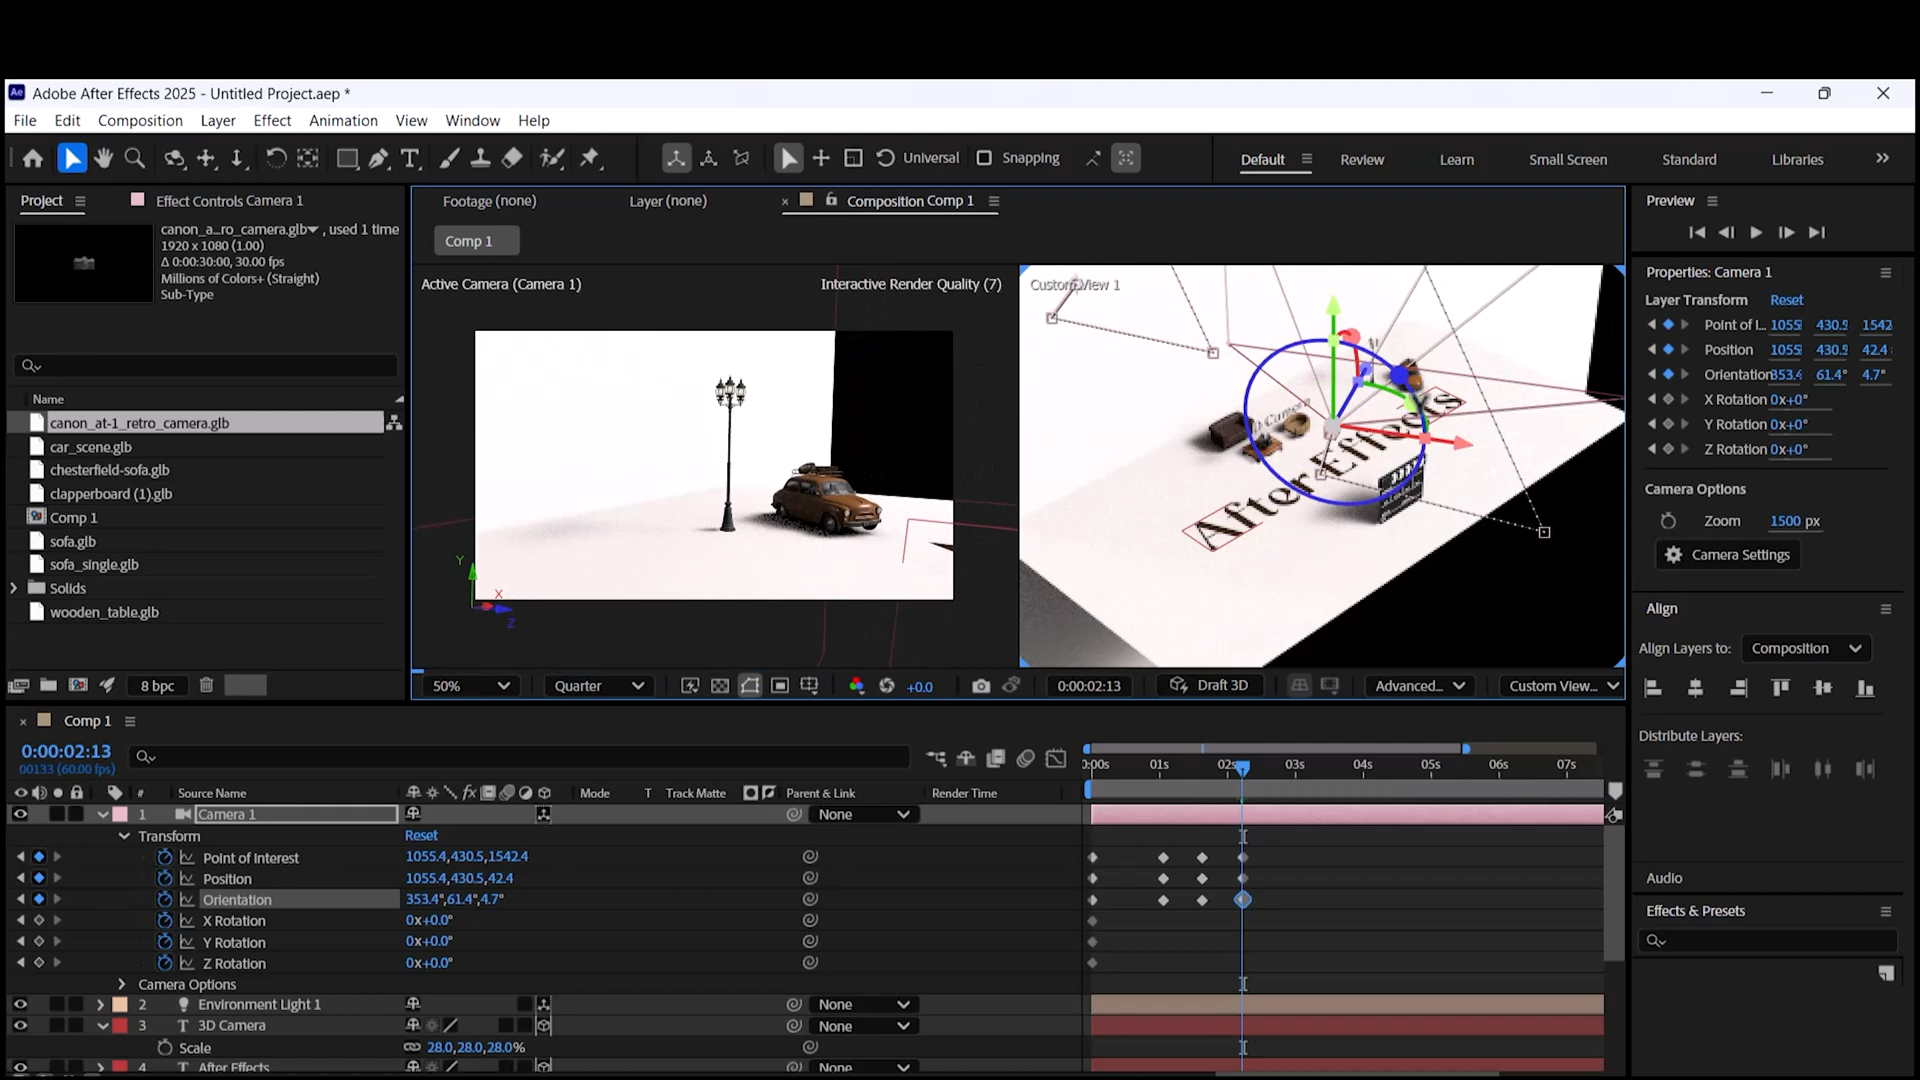 Adobe After Effects 2025 - Untitled Project.aep *
File Edit Composition Layer Effect Animation View Window Help
Universal Snapping Default Review Learn Small Screen Standard Libraries
Project Effect Controls Camera 1
canon_a...ro_camera.glb , used 1 time
1920 x 1080 (1.00)
Δ 0:00:30:00, 30.00 fps
Millions of Colors+ (Straight)
Sub-Type
Name
canon_at-1_retro_camera.glb
car_scene.glb
chesterfield-sofa.glb
clapperboard (1).glb
Comp 1
sofa.glb
sofa_single.glb
Solids
wooden_table.glb
8 bpc
Footage (none) Layer (none) × Composition Comp 1
Comp 1
Active Camera (Camera 1) Interactive Render Quality (7)
Y
X
Z
Custom View 1
After Effects
50% Quarter +0.0 0:00:02:13 Draft 3D Advanced... Custom View...
Preview
Properties: Camera 1
Layer Transform Reset
Point of I... 1055 430.5 1542
Position 1055 430.5 42.4
Orientation 353.4 61.4° 4.7°
X Rotation 0x+0°
Y Rotation 0x+0°
Z Rotation 0x+0°
Camera Options
Zoom 1500 px
Camera Settings
Align
Align Layers to: Composition
Distribute Layers:
Audio
Effects & Presets
× Comp 1
0:00:02:13
00133 (60.00 fps)
0:00s 01s 02s 03s 04s 05s 06s 07s
# Source Name fx Mode T Track Matte Parent & Link Render Time
1 Camera 1 None
Transform Reset
Point of Interest 1055.4,430.5,1542.4
Position 1055.4,430.5,42.4
Orientation 353.4°,61.4°,4.7°
X Rotation 0x+0.0°
Y Rotation 0x+0.0°
Z Rotation 0x+0.0°
Camera Options
2 Environment Light 1 None
3 T 3D Camera None
Scale 28.0,28.0,28.0%
4 T After Effects None